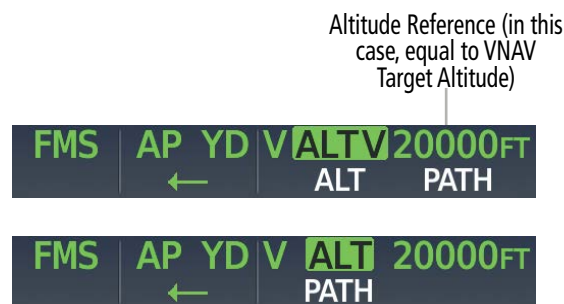 Altitude Reference (in this
case, equal to VNAV
Target Altitude)
FMS AP YD V ALTV 20000FT
← ALT PATH
FMS AP YD V ALT 20000FT
← PATH